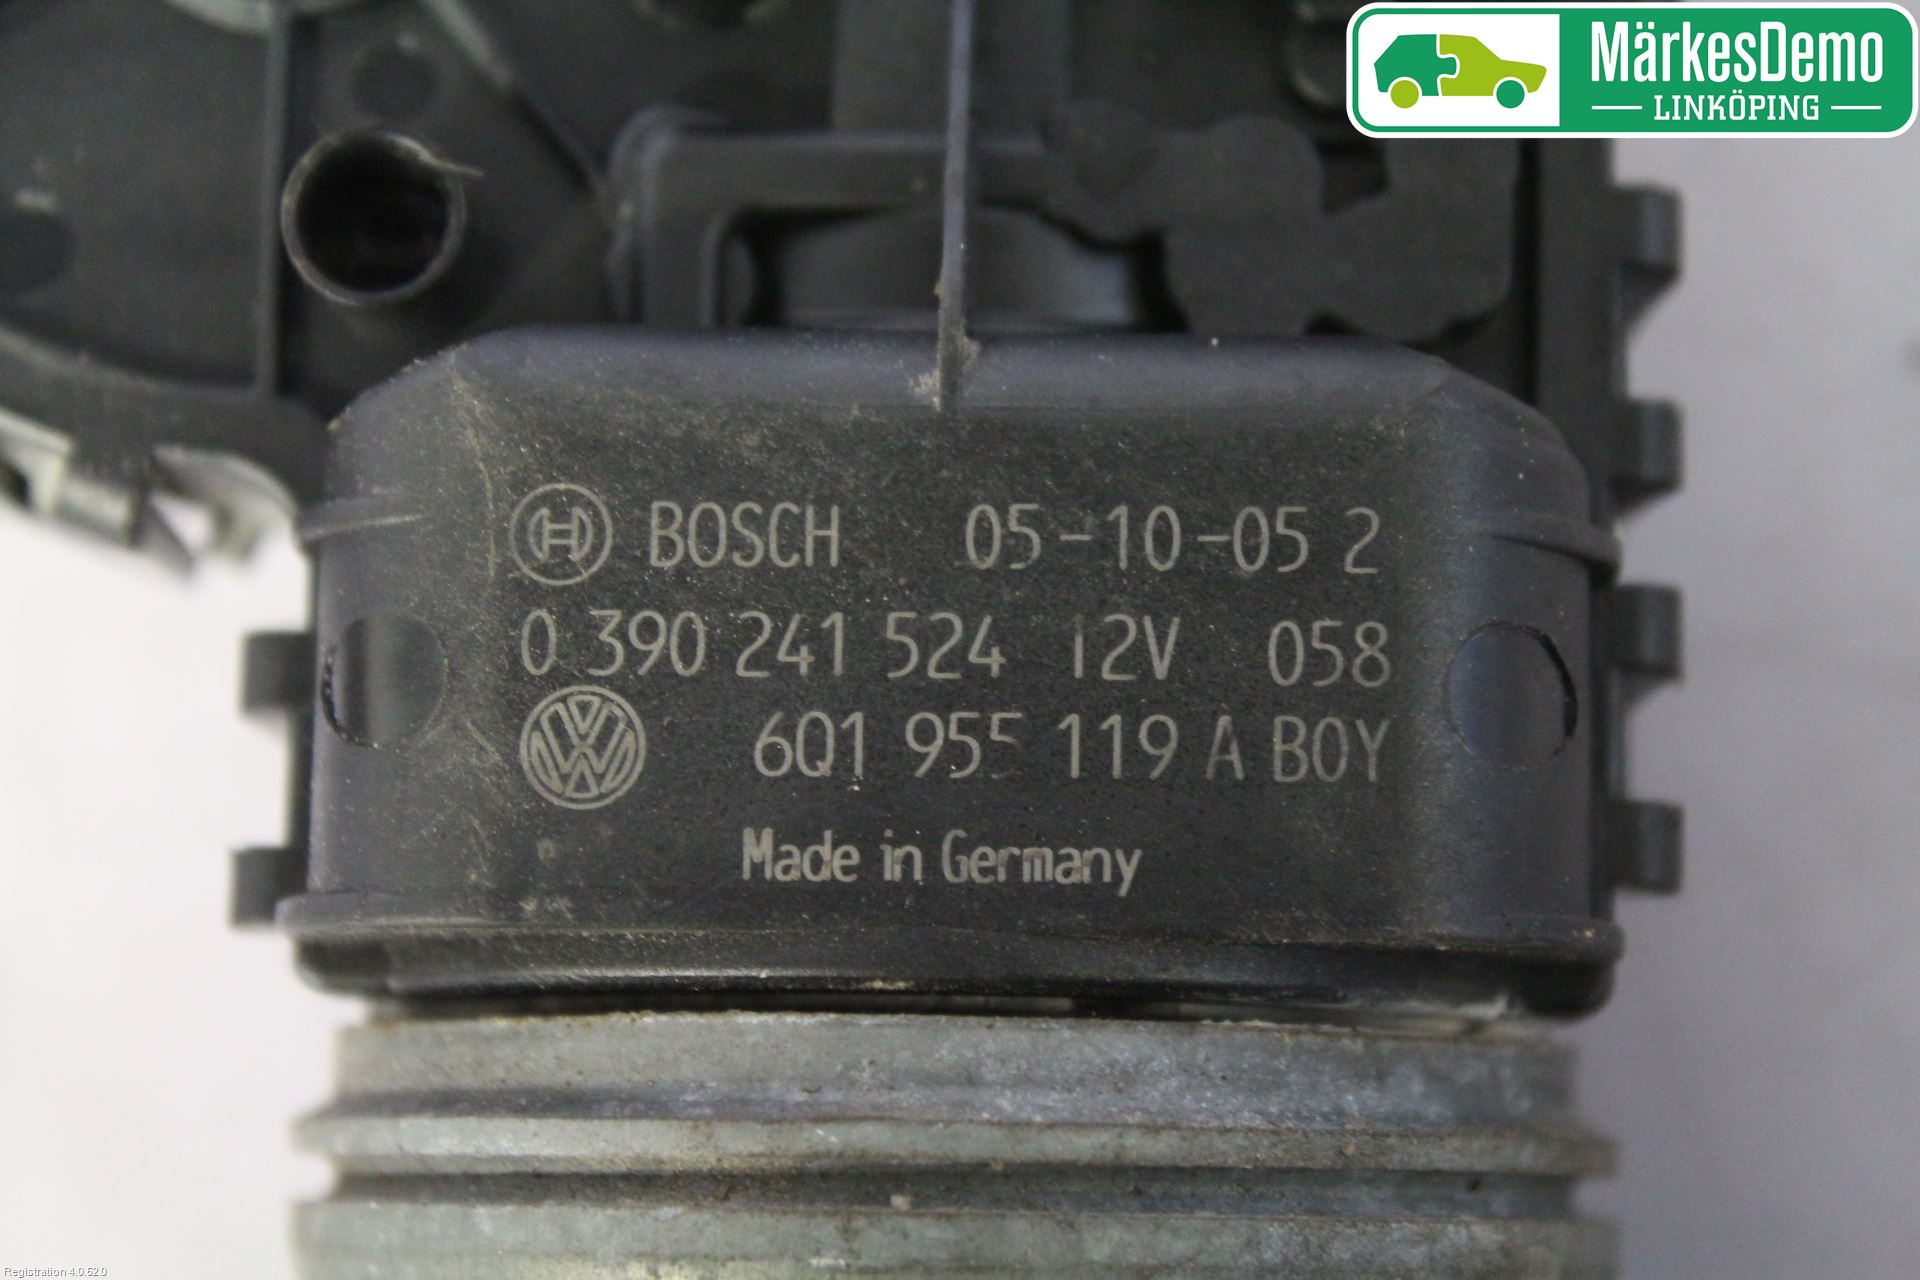 MärkesDemo
LINKÖPING
BOSCH 05-10-05 2
0 390 241 524 12V 058
6Q1 955 119 A B0Y
Made in Germany
Registration 4.0.52.0